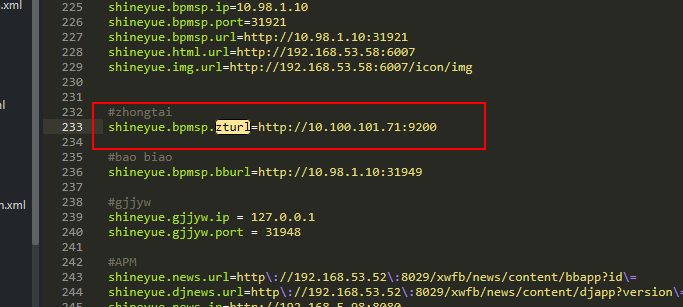 .xml
225 shineyue.bpmsp.ip=10.98.1.10
226 shineyue.bpmsp.port=31921
227 shineyue.bpmsp.url=http://10.98.1.10:31921
228 shineyue.html.url=http://192.168.53.58:6007
229 shineyue.img.url=http://192.168.53.58:6007/icon/img
230
231
232 #zhongtai
233 shineyue.bpmsp.zturl=http://10.100.101.71:9200
234
235 #bao biao
236 shineyue.bpmsp.bburl=http://10.98.1.10:31949
237
238 #gjjyw
239 shineyue.gjjyw.ip = 127.0.0.1
240 shineyue.gjjyw.port = 31948
241
242 #APM
243 shineyue.news.url=http\://192.168.53.52\:8029/xwfb/news/content/bbapp?id\=
244 shineyue.djnews.url=http\://192.168.53.52\:8029/xwfb/news/content/djapp?version\=
ml
n.xml